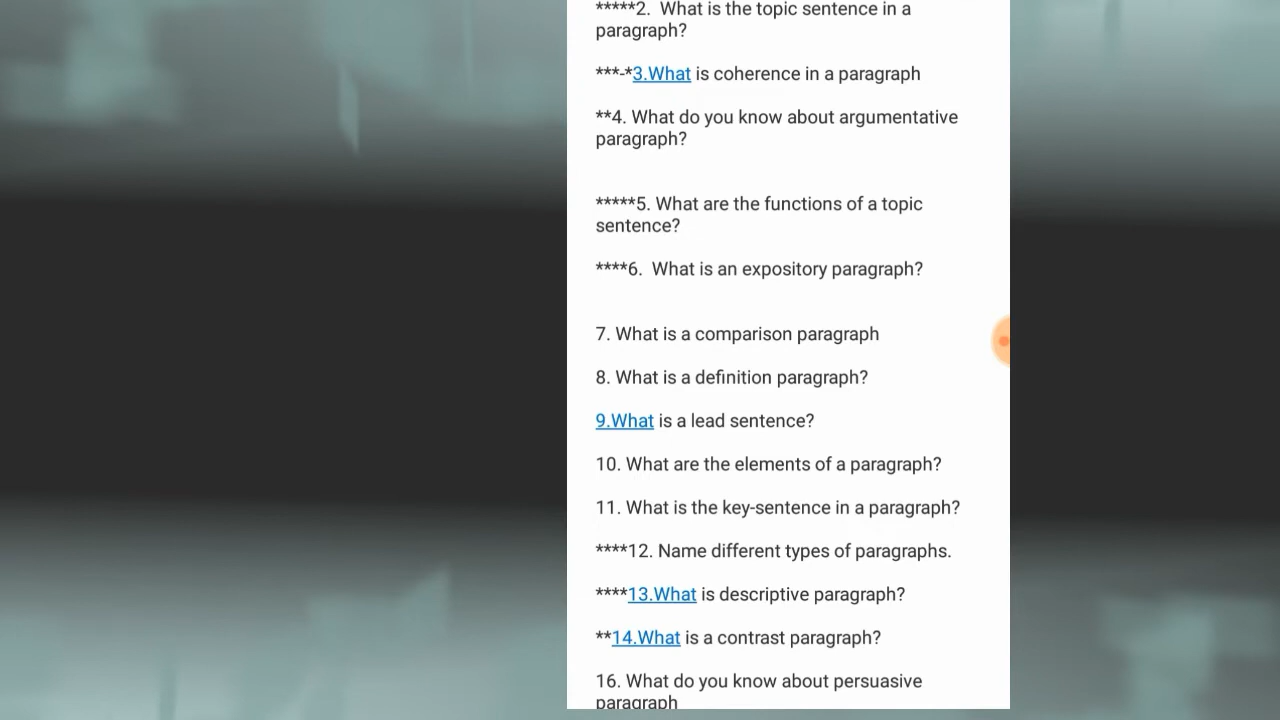 *****2.  What is the topic sentence in a
paragraph?
***-*3.What is coherence in a paragraph
**4. What do you know about argumentative
paragraph?
*****5. What are the functions of a topic
sentence?
****6.  What is an expository paragraph?
7. What is a comparison paragraph
8. What is a definition paragraph?
9.What is a lead sentence?
10. What are the elements of a paragraph?
11. What is the key-sentence in a paragraph?
****12. Name different types of paragraphs.
****13.What is descriptive paragraph?
**14.What is a contrast paragraph?
16. What do you know about persuasive
paragraph